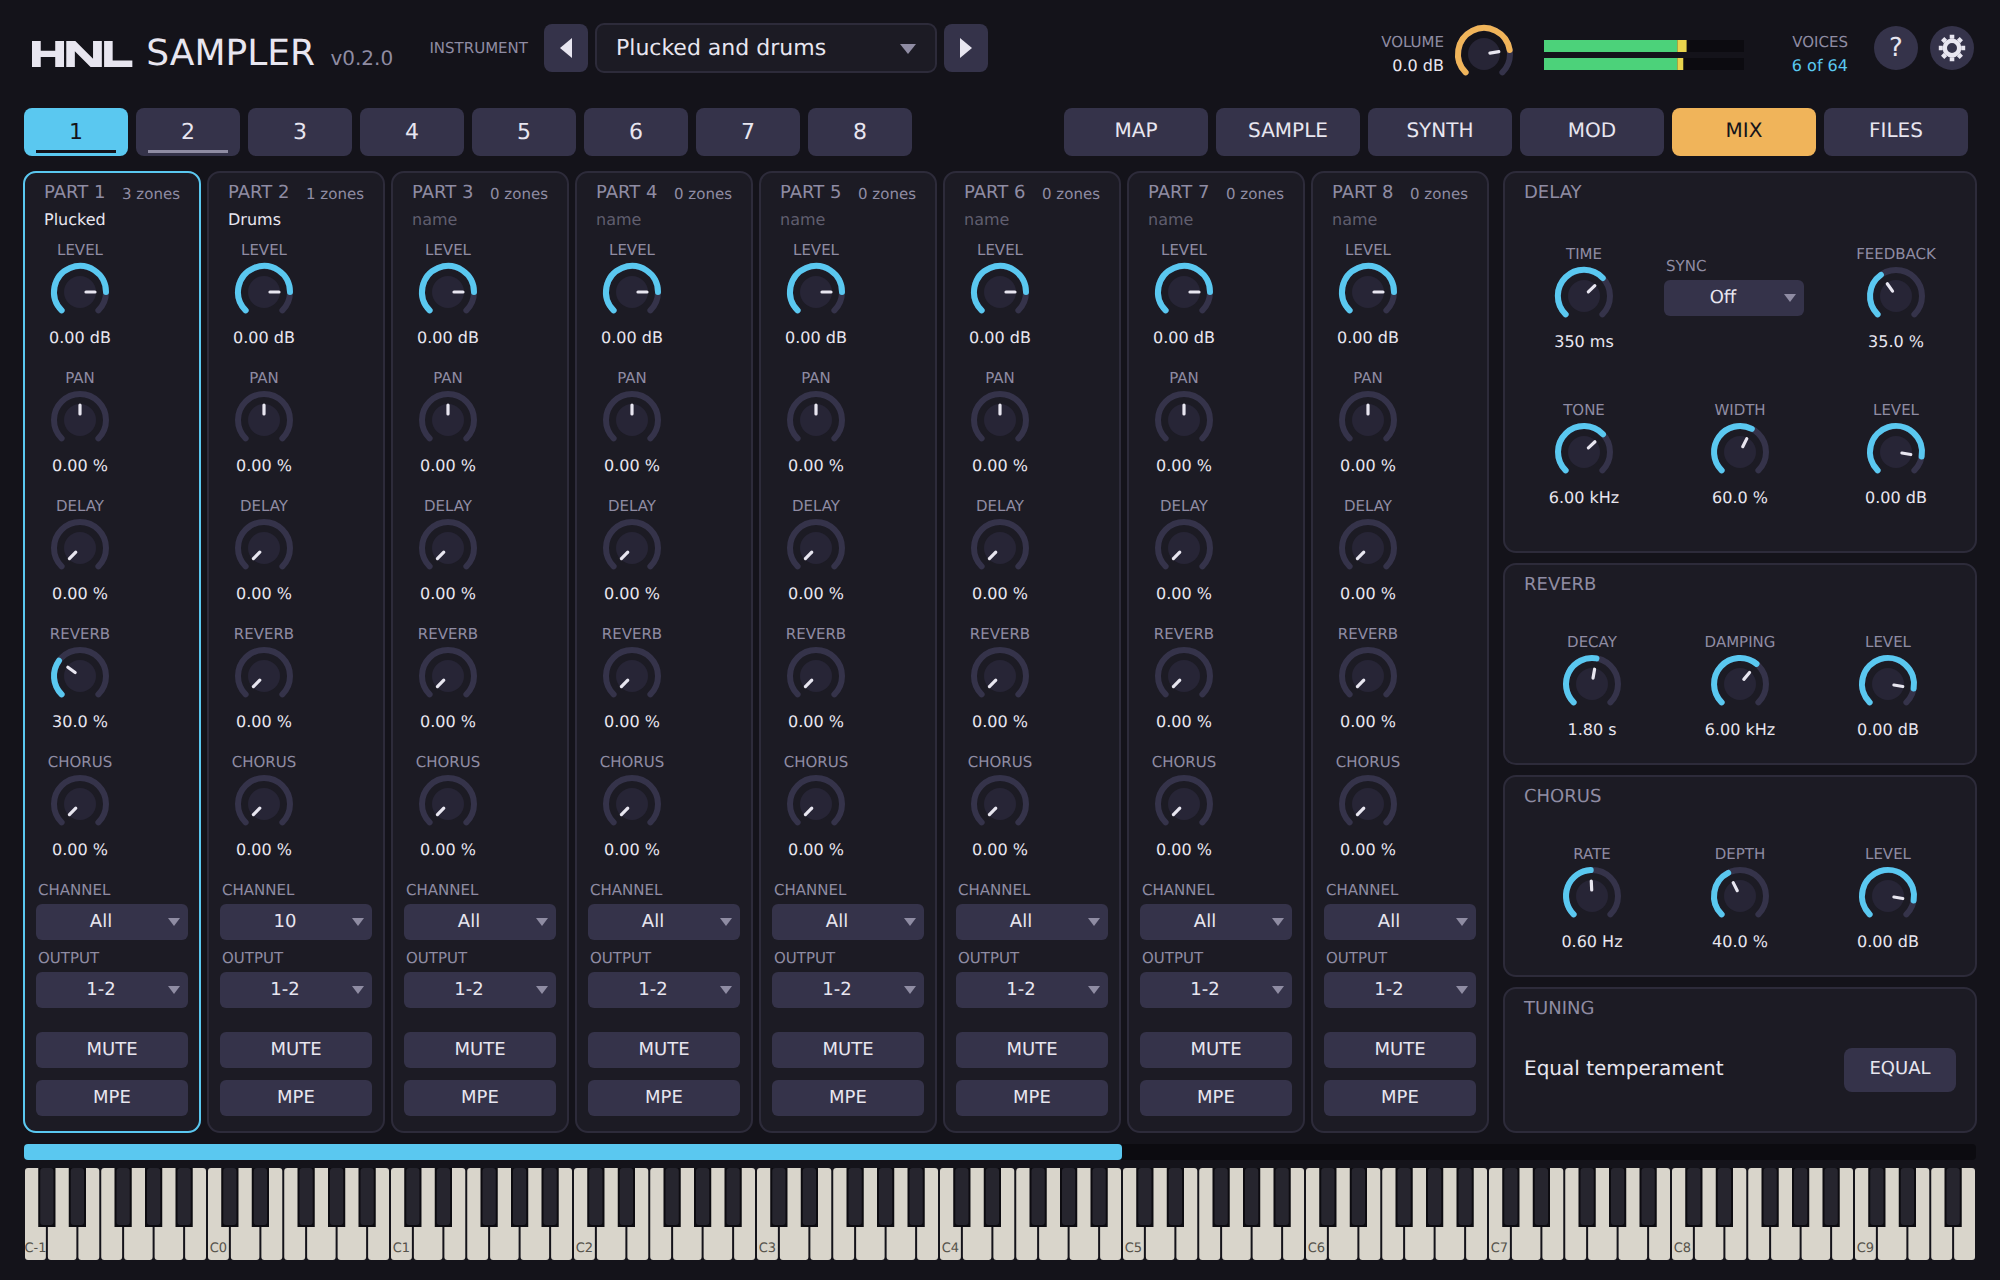 HNL SAMPLER v0.2.0 INSTRUMENT Plucked and drums VOLUME 0.0 dB VOICES 6 of 64 ?
1 2 3 4 5 6 7 8 MAP SAMPLE SYNTH MOD MIX FILES
PART 1 3 zones PART 2 1 zones PART 3 0 zones PART 4 0 zones PART 5 0 zones PART 6 0 zones PART 7 0 zones PART 8 0 zones
Plucked Drums name name name name name name
LEVEL LEVEL LEVEL LEVEL LEVEL LEVEL LEVEL LEVEL
0.00 dB 0.00 dB 0.00 dB 0.00 dB 0.00 dB 0.00 dB 0.00 dB 0.00 dB
PAN PAN PAN PAN PAN PAN PAN PAN
0.00 % 0.00 % 0.00 % 0.00 % 0.00 % 0.00 % 0.00 % 0.00 %
DELAY DELAY DELAY DELAY DELAY DELAY DELAY DELAY
0.00 % 0.00 % 0.00 % 0.00 % 0.00 % 0.00 % 0.00 % 0.00 %
REVERB REVERB REVERB REVERB REVERB REVERB REVERB REVERB
30.0 % 0.00 % 0.00 % 0.00 % 0.00 % 0.00 % 0.00 % 0.00 %
CHORUS CHORUS CHORUS CHORUS CHORUS CHORUS CHORUS CHORUS
0.00 % 0.00 % 0.00 % 0.00 % 0.00 % 0.00 % 0.00 % 0.00 %
CHANNEL CHANNEL CHANNEL CHANNEL CHANNEL CHANNEL CHANNEL CHANNEL
All 10 All All All All All All
OUTPUT OUTPUT OUTPUT OUTPUT OUTPUT OUTPUT OUTPUT OUTPUT
1-2 1-2 1-2 1-2 1-2 1-2 1-2 1-2
MUTE MUTE MUTE MUTE MUTE MUTE MUTE MUTE
MPE MPE MPE MPE MPE MPE MPE MPE
DELAY
TIME SYNC FEEDBACK
Off
350 ms 35.0 %
TONE WIDTH LEVEL
6.00 kHz 60.0 % 0.00 dB
REVERB
DECAY DAMPING LEVEL
1.80 s 6.00 kHz 0.00 dB
CHORUS
RATE DEPTH LEVEL
0.60 Hz 40.0 % 0.00 dB
TUNING
Equal temperament EQUAL
C-1 C0 C1 C2 C3 C4 C5 C6 C7 C8 C9